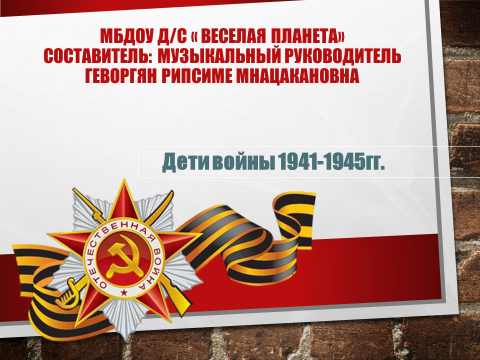 МБДОУ Д/С « ВЕСЕЛАЯ ПЛАНЕТА»
СОСТАВИТЕЛЬ: МУЗЫКАЛЬНЫЙ РУКОВОДИТЕЛЬ
ГЕВОРГЯН РИПСИМЕ МНАЦАКАНОВНА
Дети войны 1941-1945гг.
ОТЕЧЕСТВЕННАЯ ВОЙНА